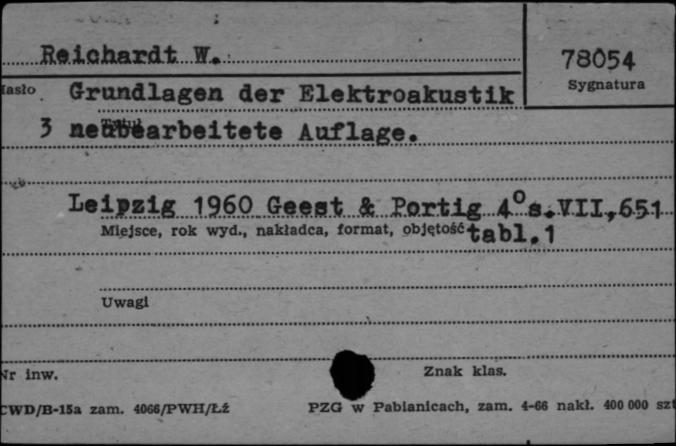 Reichardt W.
78054
Hasło
Sygnatura
Grundlagen der Elektroakustik
Tytuł
3 neubearbeitete Auflage.
Leipzig 1960 Geest & Portig 4° s.VII,651
Miejsce, rok wyd., nakładca, format, objętość tabl.1
Uwagi
Nr inw.
Znak klas.
CWD/B-15a zam. 4066/PWH/Łź
PZG w Pabianicach, zam. 4-66 nakł. 400 000 szt